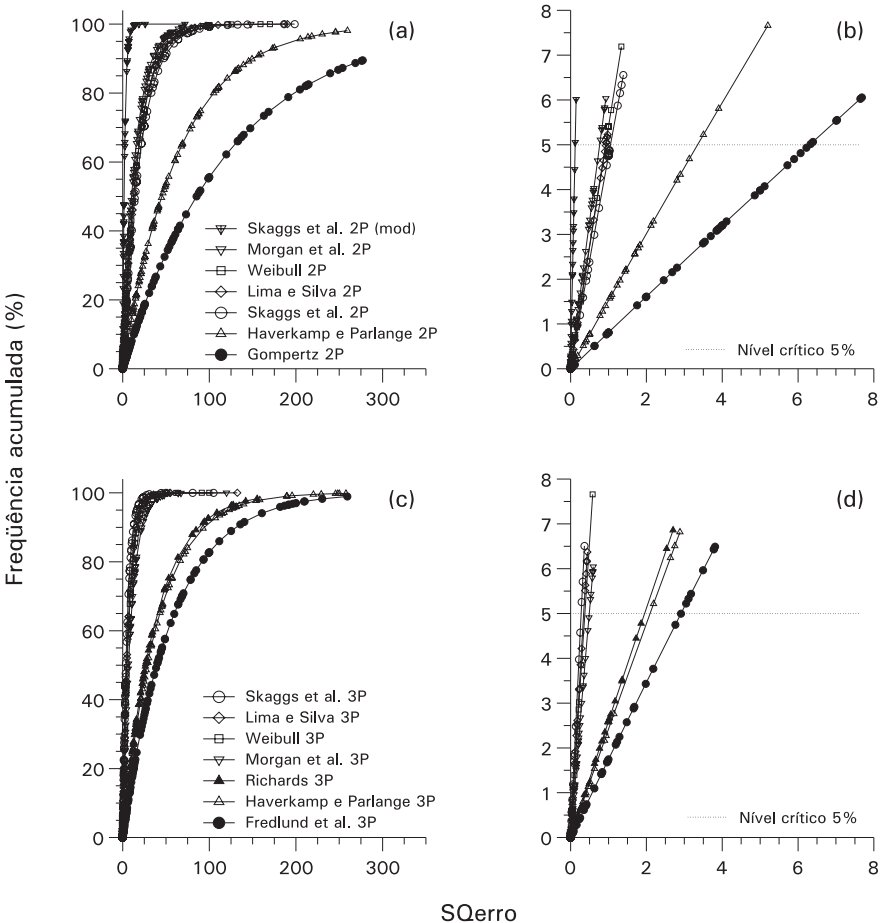 Freqüência acumulada (%)
(a)
100
80
60
40
20
0
0 100 200 300
Skaggs et al. 2P (mod)
Morgan et al. 2P
Weibull 2P
Lima e Silva 2P
Skaggs et al. 2P
Haverkamp e Parlange 2P
Gompertz 2P
(b)
8
7
6
5
4
3
2
1
0
0 2 4 6 8
Nível crítico 5%
(c)
100
80
60
40
20
0
0 100 200 300
Skaggs et al. 3P
Lima e Silva 3P
Weibull 3P
Morgan et al. 3P
Richards 3P
Haverkamp e Parlange 3P
Fredlund et al. 3P
(d)
8
7
6
5
4
3
2
1
0
0 2 4 6 8
Nível crítico 5%
SQerro